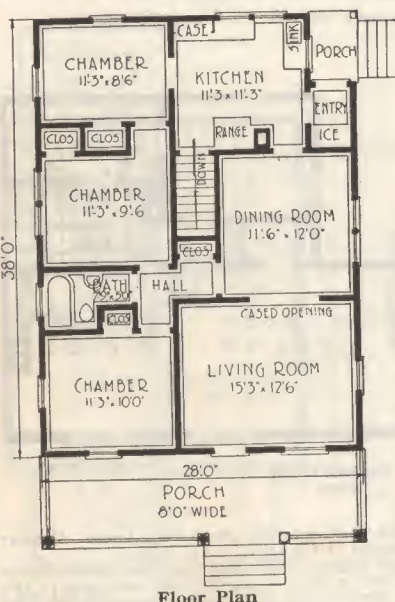 CASE
SINK
PORCH
CHAMBER
11'-3" x 8'6"
KITCHEN
11'-3 x 11'-3"
ENTRY
ICE
CLOS
CLOS
RANGE
DOWN
CHAMBER
11'-3" x 9'-6
DINING ROOM
11'-6" x 12'0"
38'0"
CLOS
BATH
HALL
CLOS
CASED OPENING
CHAMBER
11'3" x 10'0"
LIVING ROOM
15'3" x 12'6"
28'0"
PORCH
8'0" WIDE
Floor Plan